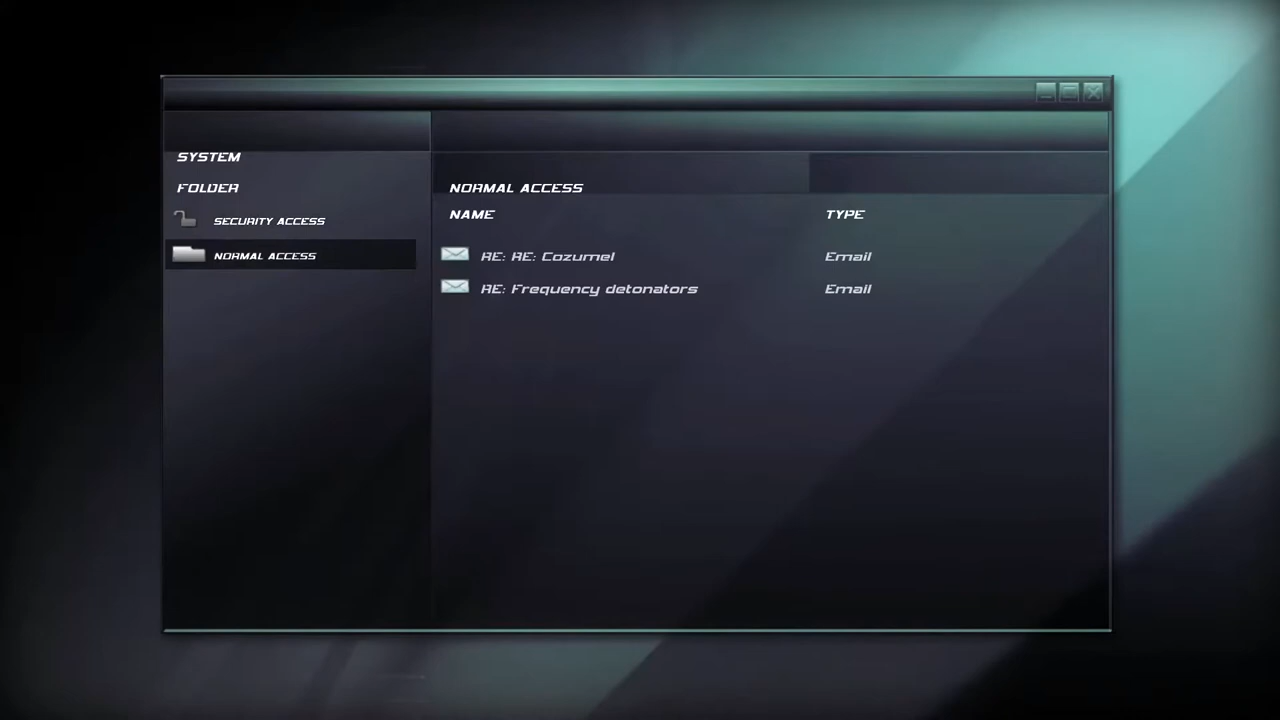 SYSTEM
FOLDER
SECURITY ACCESS
NORMAL ACCESS
NORMAL ACCESS
NAME TYPE
RE: RE: Cozumel Email
RE: Frequency detonators Email